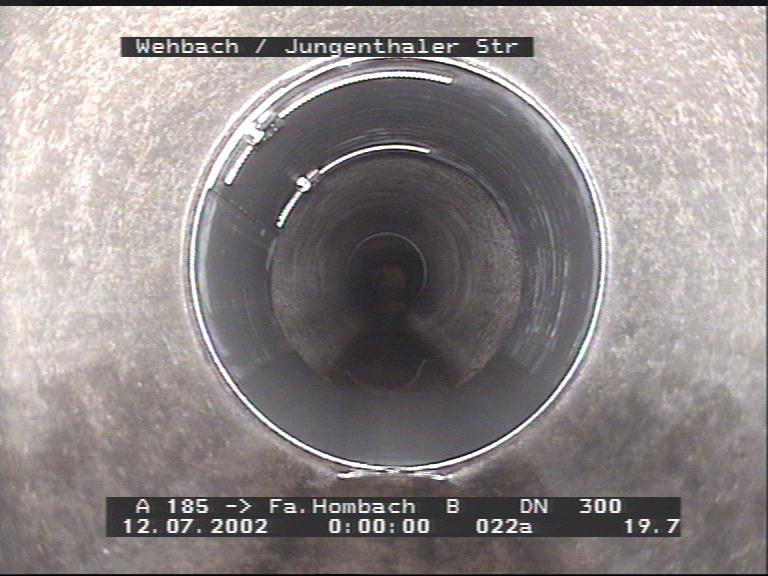 Wehbach / Jungenthaler Str
A 185 -> Fa.Hombach B DN 300
12.07.2002 0:00:00 022a 19.7